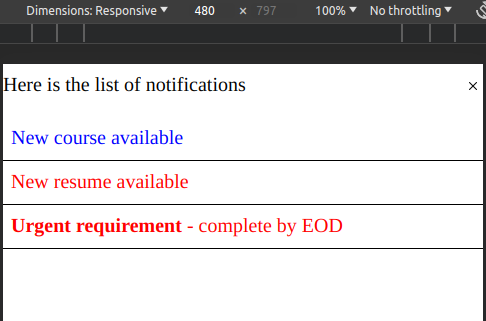 Dimensions: Responsive ▼ 480 × 797 100% ▼ No throttling ▼
Here is the list of notifications ×
New course available
New resume available
Urgent requirement - complete by EOD